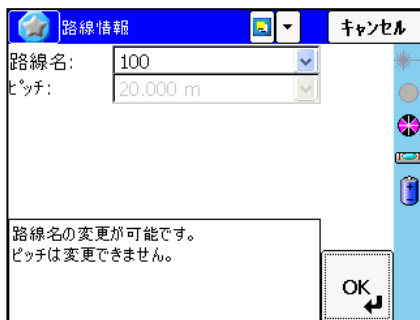 路線情報
キャンセル
路線名: 100
ピッチ: 20.000 m
路線名の変更が可能です。
ピッチは変更できません。
OK